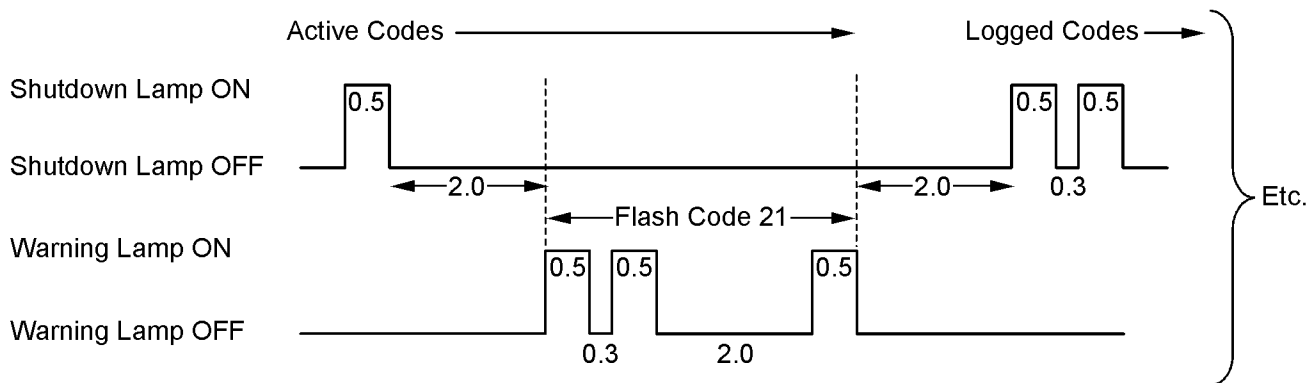 Active Codes
Logged Codes
Shutdown Lamp ON
0.5
0.5
0.5
Shutdown Lamp OFF
2.0
2.0
0.3
Etc.
Flash Code 21
Warning Lamp ON
0.5
0.5
0.5
Warning Lamp OFF
0.3
2.0